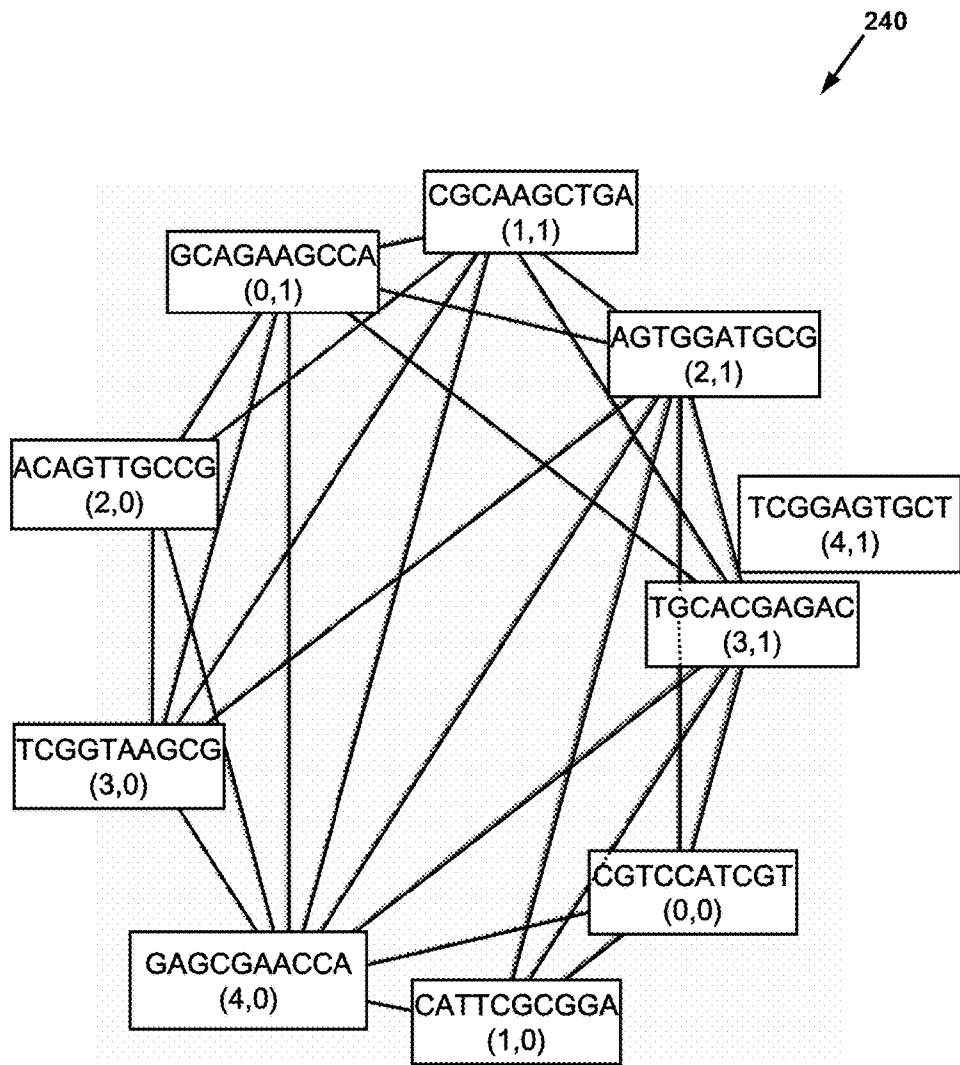 240
CGCAAGCTGA
(1,1)
GCAGAAGCCA
(0,1)
AGTGGATGCG
(2,1)
ACAGTTGCCG
(2,0)
TCGGAGTGCT
(4,1)
TGCACGAGAC
(3,1)
TCGGTAAGCG
(3,0)
CGTCCATCGT
(0,0)
GAGCGAACCA
(4,0)
CATTCGCGGA
(1,0)